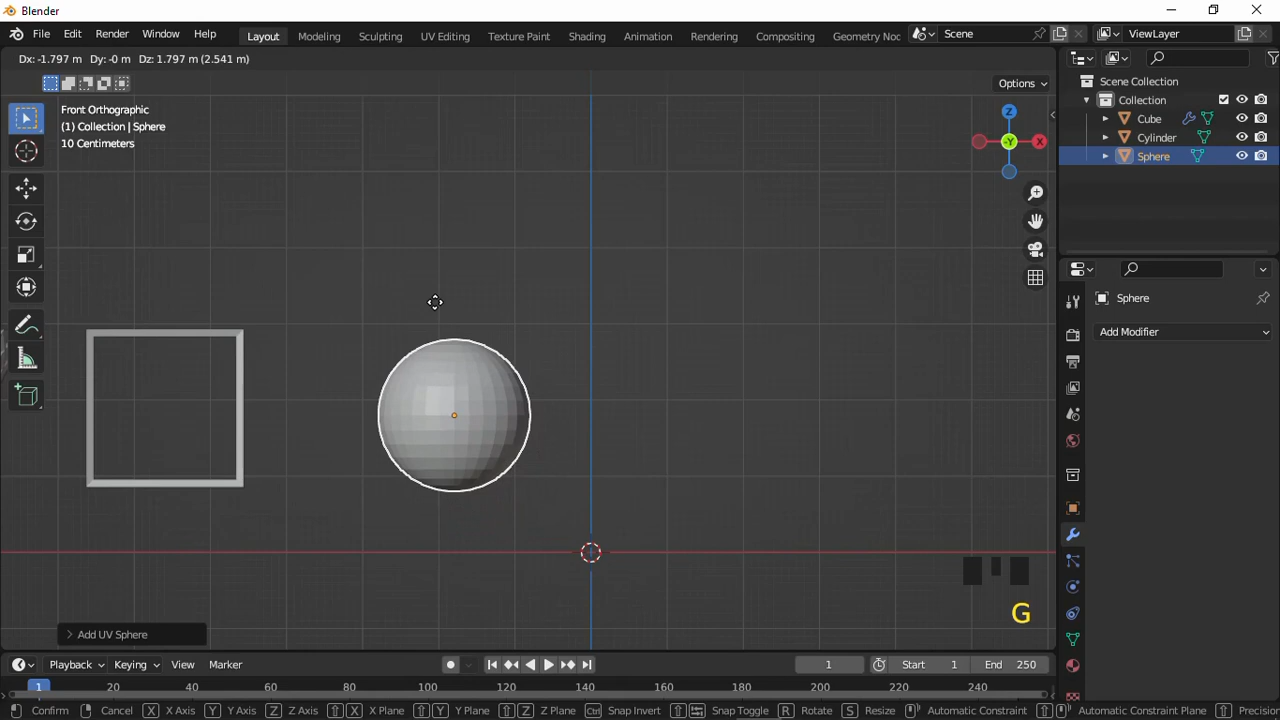 Blender
File Edit Render Window Help Layout Modeling Sculpting UV Editing Texture Paint Shading Animation Rendering Compositing Geometry Noc Scene ViewLayer
Dx: -1.797 m Dy: -0 m Dz: 1.797 m (2.541 m)
Options
Front Orthographic
(1) Collection | Sphere
10 Centimeters
Z
-Y X
Scene Collection
Collection
Cube
Cylinder
Sphere
Sphere
Add Modifier
G
Add UV Sphere
Playback Keying View Marker 1 Start 1 End 250
1 20 40 60 80 100 120 140 160 180 200 220 240
Confirm Cancel X X Axis Y Y Axis Z Z Axis X X Plane Y Y Plane Z Z Plane Ctrl Snap Invert Snap Toggle R Rotate S Resize Automatic Constraint Automatic Constraint Plane Precision